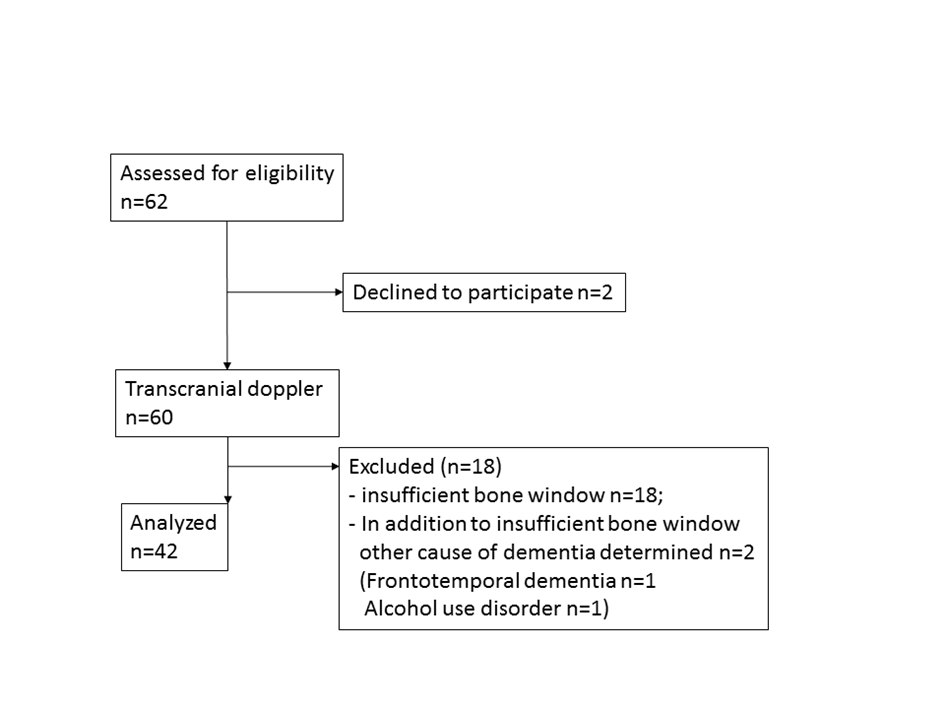 Assessed for eligibility
n=62
Declined to participate n=2
Transcranial doppler
n=60
Excluded (n=18)
- insufficient bone window n=18;
- In addition to insufficient bone window
other cause of dementia determined n=2
(Frontotemporal dementia n=1
Alcohol use disorder n=1)
Analyzed
n=42